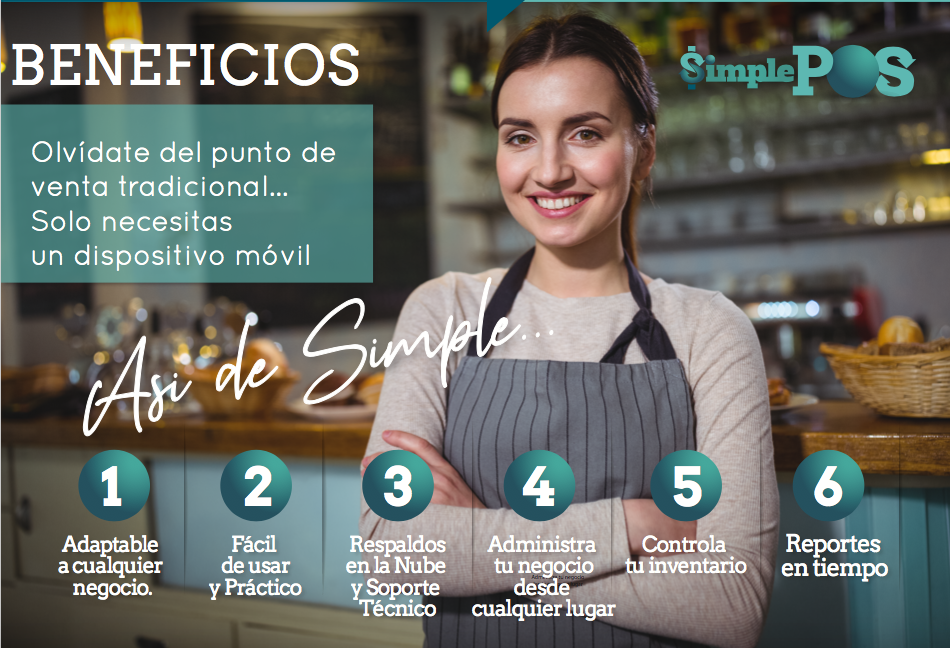 BENEFICIOS
$implePOS
Olvídate del punto de
venta tradicional...
Solo necesitas
un dispositivo móvil
Asi de Simple...
1
Adaptable
a cualquier
negocio.
2
Fácil
de usar
y Práctico
3
Respaldos
en la Nube
y Soporte
Técnico
4
Administra
tu negocio
desde
cualquier lugar
5
Controla
tu inventario
6
Reportes
en tiempo